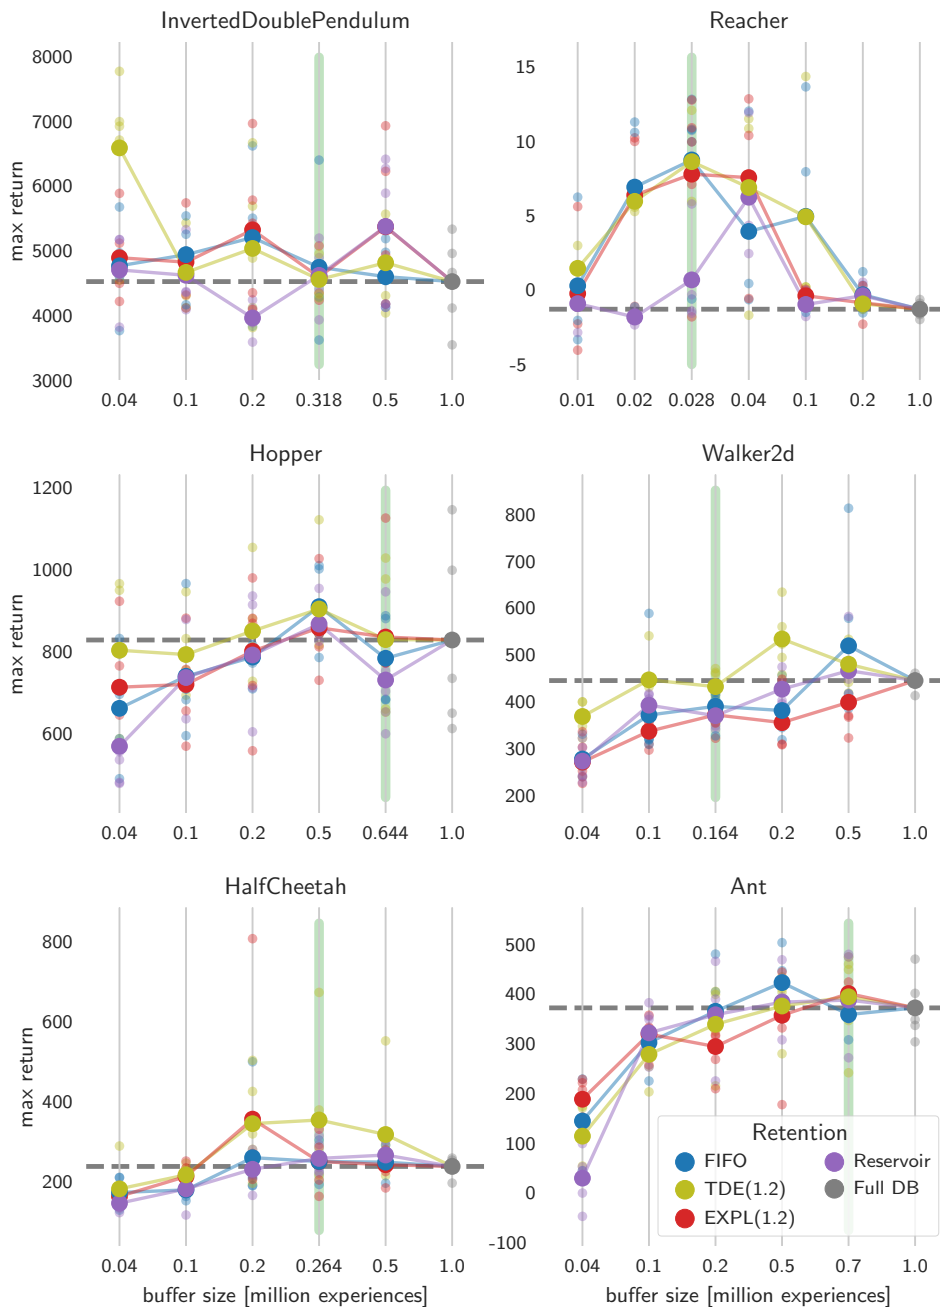 InvertedDoublePendulum
8000
7000
6000
5000
4000
3000
max return
0.04 0.1 0.2 0.318 0.5 1.0
Reacher
15
10
5
0
-5
0.01 0.02 0.028 0.04 0.1 0.2 1.0
Hopper
1200
1000
800
600
max return
0.04 0.1 0.2 0.5 0.644 1.0
Walker2d
800
700
600
500
400
300
200
0.04 0.1 0.164 0.2 0.5 1.0
HalfCheetah
800
600
400
200
max return
0.04 0.1 0.2 0.264 0.5 1.0
buffer size [million experiences]
Ant
500
400
300
200
100
0
-100
0.04 0.1 0.2 0.5 0.7 1.0
buffer size [million experiences]
Retention
FIFO
TDE(1.2)
EXPL(1.2)
Reservoir
Full DB